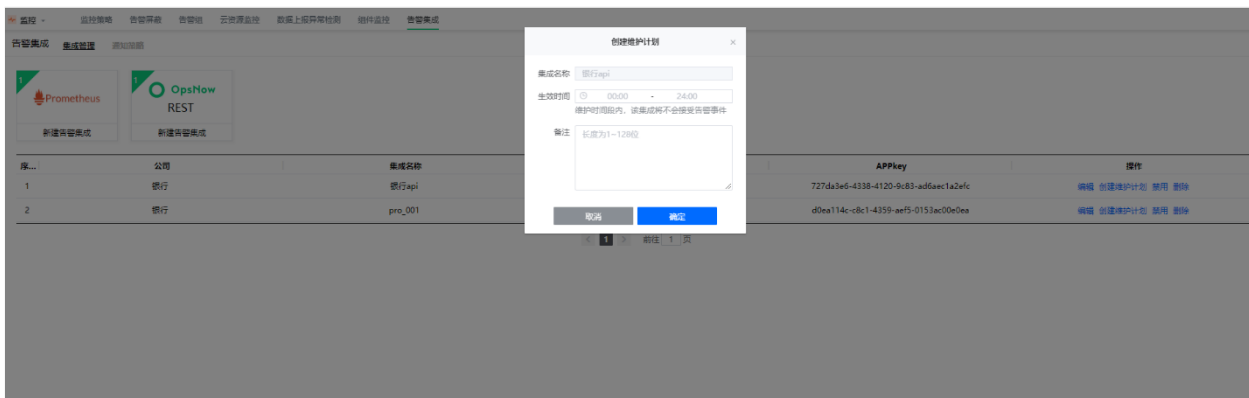 监控
监控策略 告警屏蔽 告警组 云资源监控 数据上报异常检测 组件监控 告警集成
告警集成 集成管理 通知策略
创建维护计划
集成名称 银行api
生效时间 00:00 - 24:00
维护时间段内，该集成将不会接受告警事件
备注 长度为1-128位
取消 确定
1 Prometheus
新建告警集成
1 OpsNow
REST
新建告警集成
序... 公司 集成名称 APPkey 操作
1 银行 银行api 727da3e6-4338-4120-9c83-ad6aec1a2efc 编辑 创建维护计划 禁用 删除
2 银行 pro_001 d0ea114c-c8c1-4359-aef5-0153ac00e0ea 编辑 创建维护计划 禁用 删除
< 1 > 前往 1 页